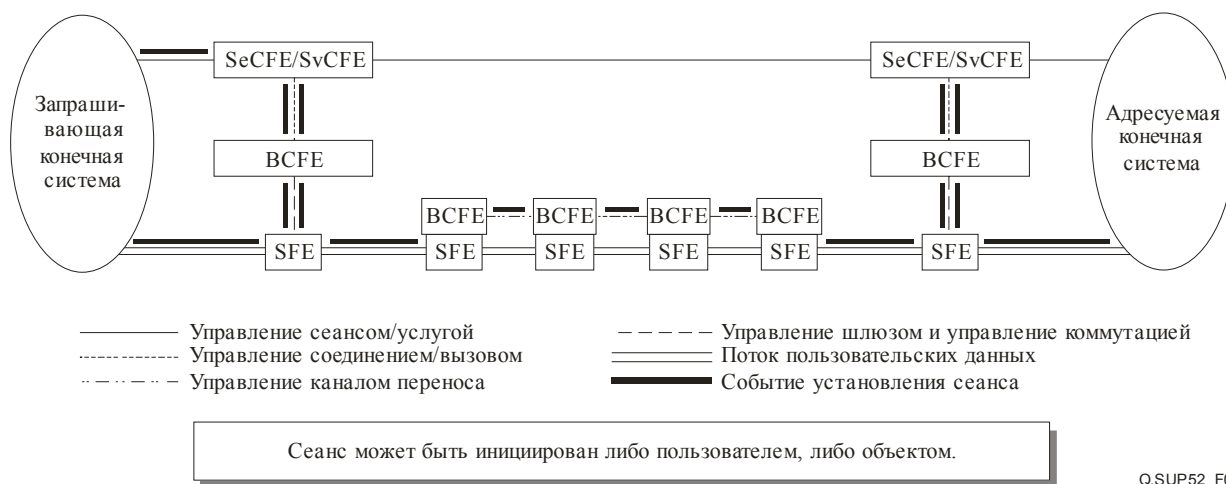 SeCFE/SvCFE
SeCFE/SvCFE
Запраши-
вающая
конечная
система
Адресуемая
конечная
система
BCFE
BCFE
BCFE
BCFE
BCFE
BCFE
SFE
SFE
SFE
SFE
SFE
SFE
Управление сеансом/услугой
Управление соединением/вызовом
Управление каналом переноса
Управление шлюзом и управление коммутацией
Поток пользовательских данных
Событие установления сеанса
Сеанс может быть инициирован либо пользователем, либо объектом.